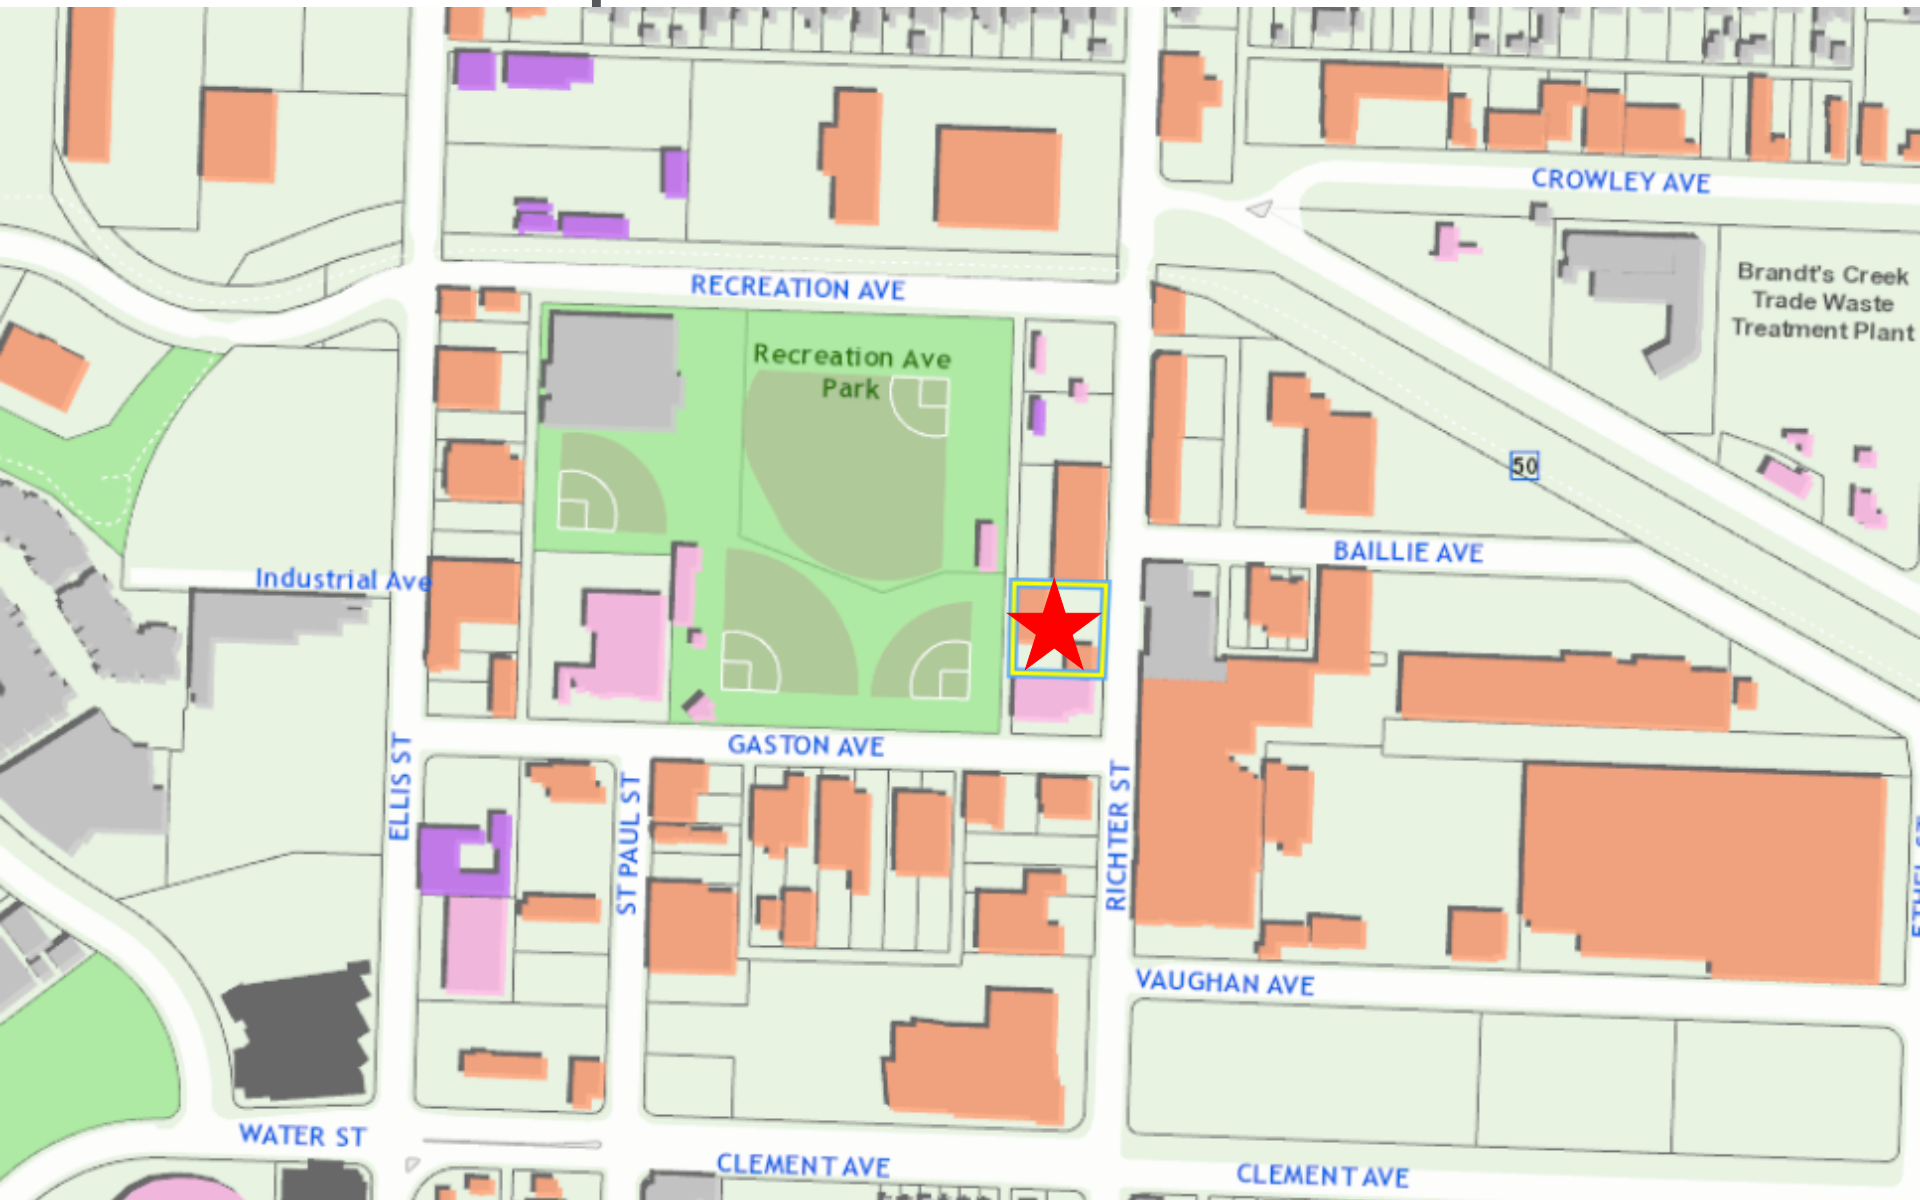 CROWLEY AVE
Brandt's Creek
Trade Waste
Treatment Plant
RECREATION AVE
Recreation Ave
Park
50
BAILLIE AVE
Industrial Ave
GASTON AVE
ELLIS ST
ST PAUL ST
RICHTER ST
VAUGHAN AVE
WATER ST
CLEMENT AVE
CLEMENT AVE